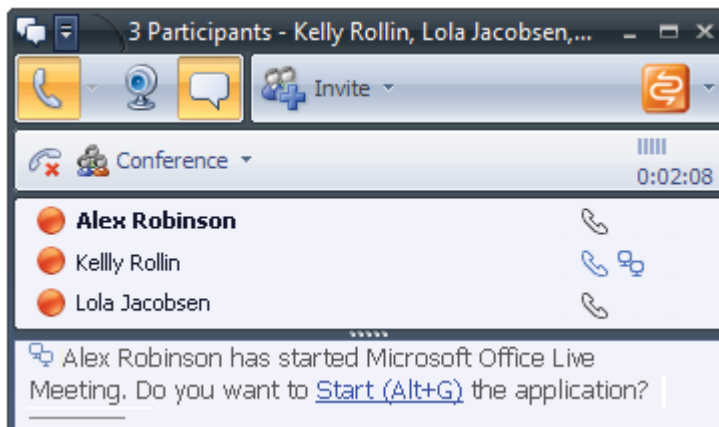 3 Participants - Kelly Rollin, Lola Jacobsen,...
Invite
Conference
0:02:08
Alex Robinson
Kellly Rollin
Lola Jacobsen
Alex Robinson has started Microsoft Office Live
Meeting. Do you want to Start (Alt+G) the application?